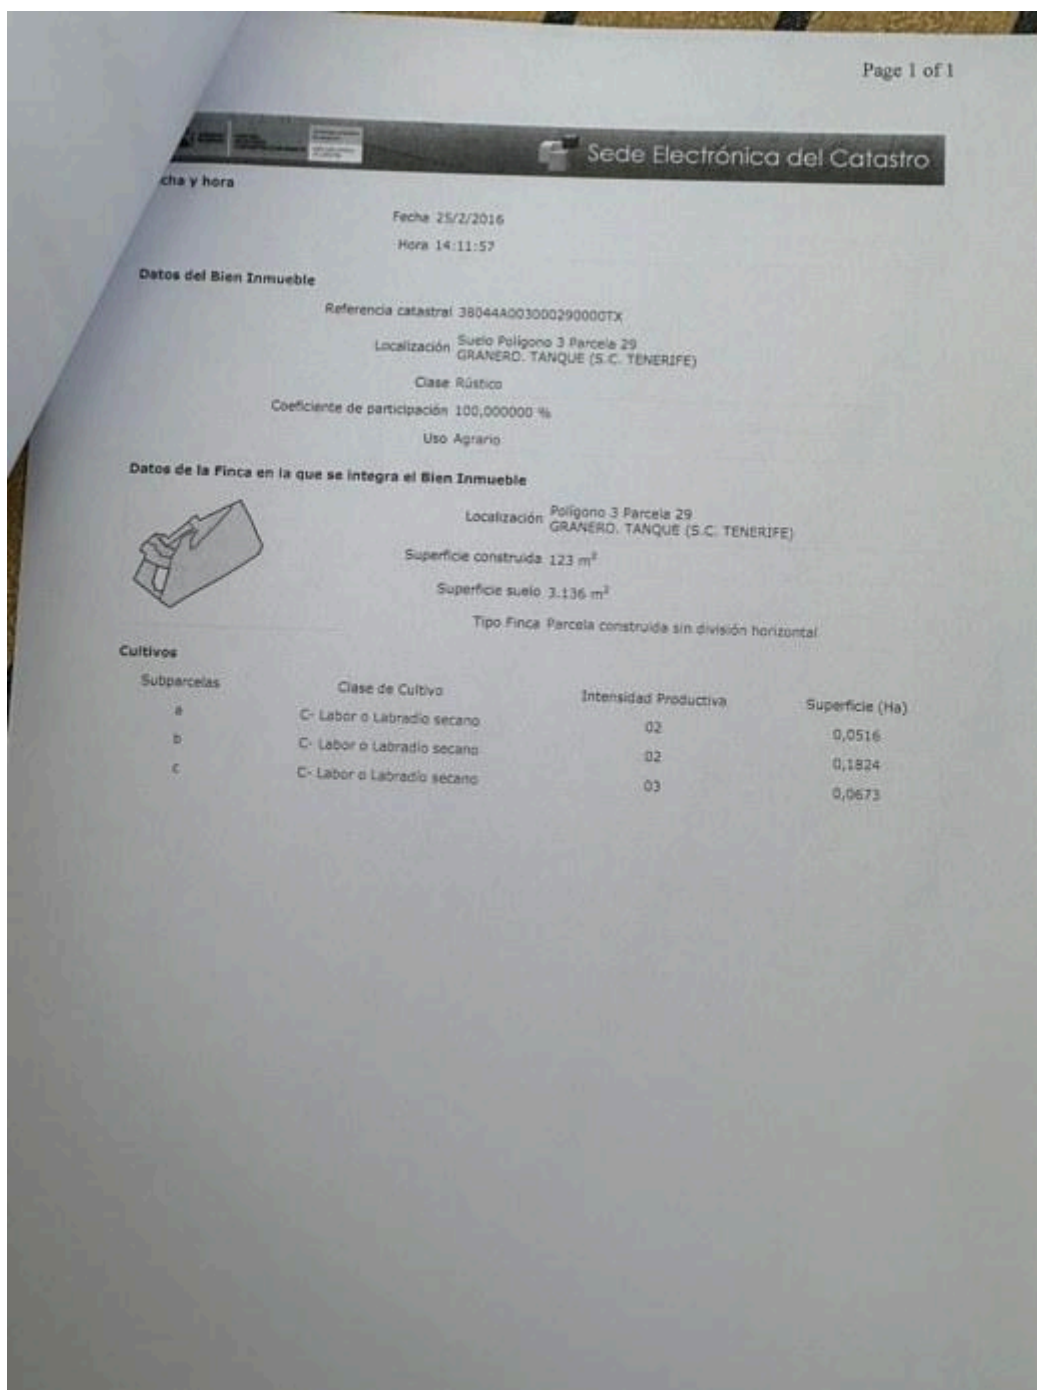 Page 1 of 1
Sede Electrónica del Catastro
cha y hora
Fecha 25/2/2016
Hora 14:11:57
Datos del Bien Inmueble
Referencia catastral 38044A003000290000TX
Localización Suelo Polígono 3 Parcela 29
GRANERO. TANQUE (S.C. TENERIFE)
Clase Rústico
Coeficiente de participación 100,000000 %
Uso Agrario
Datos de la Finca en la que se integra el Bien Inmueble
Localización Polígono 3 Parcela 29
GRANERO. TANQUE (S.C. TENERIFE)
Superficie construida 123 m²
Superficie suelo 3.136 m²
Tipo Finca Parcela construida sin división horizontal
Cultivos
Subparcelas Clase de Cultivo Intensidad Productiva Superficie (Ha)
a C- Labor o Labradío secano 02 0,0516
b C- Labor o Labradío secano 02 0,1824
c C- Labor o Labradío secano 03 0,0673